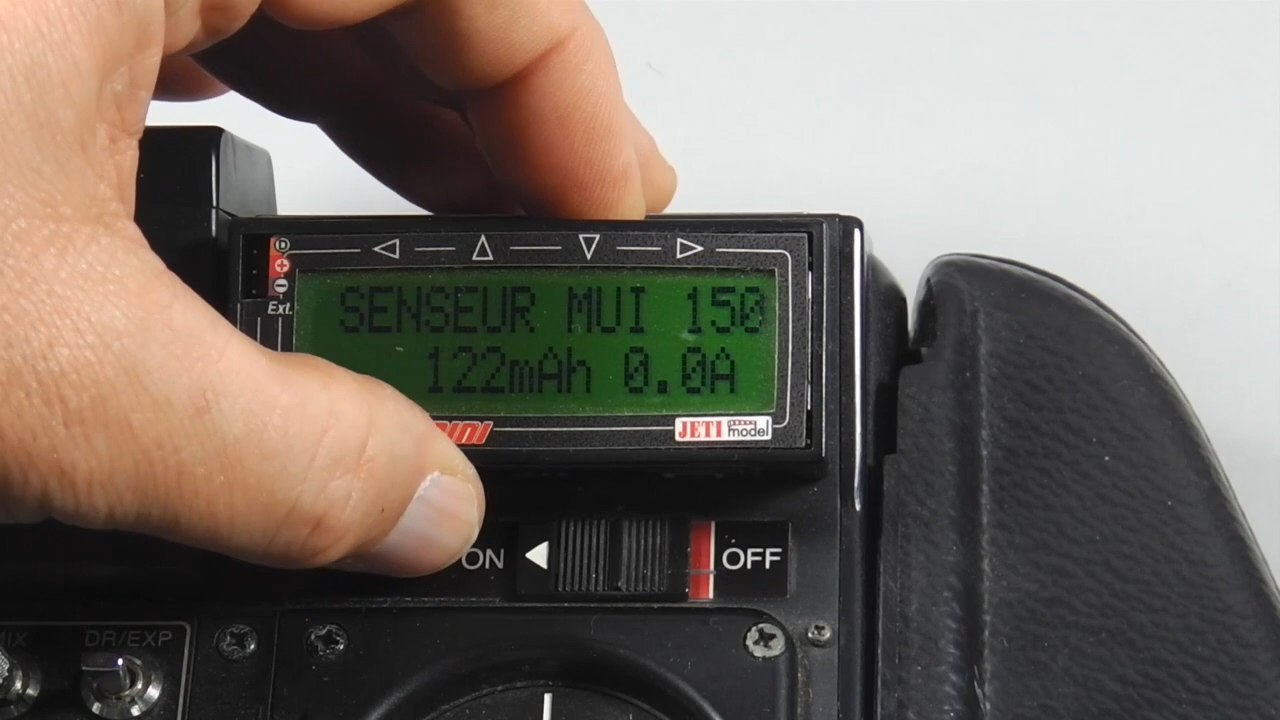 D
Ext.
SENSEUR MUI 150
122mAh 0.0A
JETI model
ON
OFF
DR/EXP